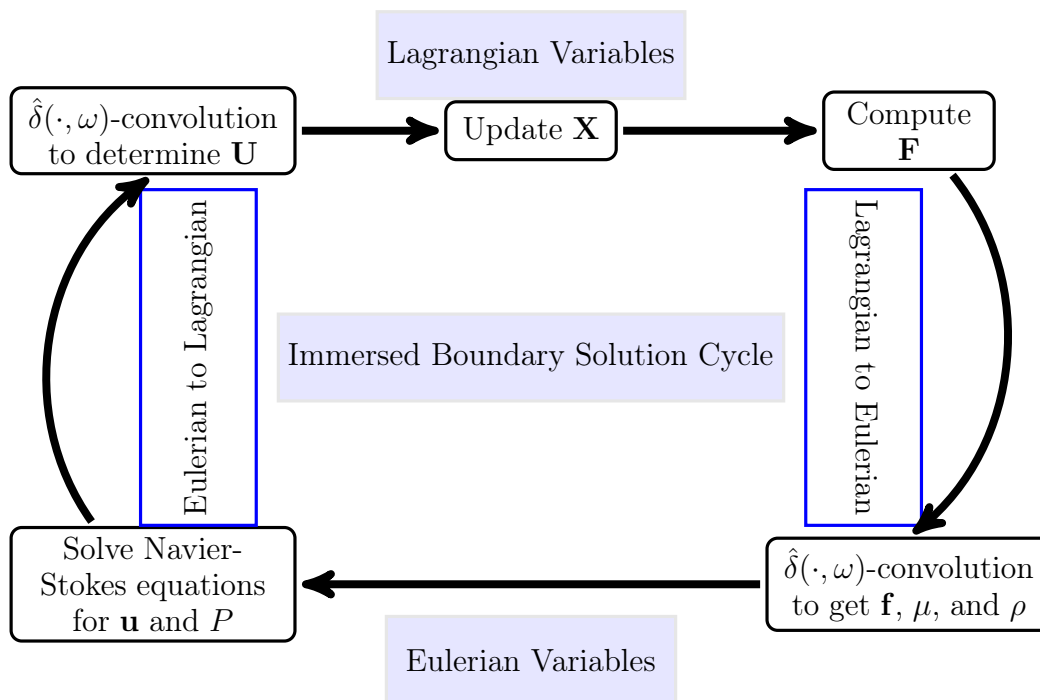 Lagrangian Variables
$\hat{\delta}(\cdot, \omega)$-convolution
to determine $\mathbf{U}$
Update $\mathbf{X}$
Compute
$\mathbf{F}$
Eulerian to Lagrangian
Immersed Boundary Solution Cycle
Lagrangian to Eulerian
Solve Navier-
Stokes equations
for $\mathbf{u}$ and $P$
$\hat{\delta}(\cdot, \omega)$-convolution
to get $\mathbf{f}$, $\mu$, and $\rho$
Eulerian Variables